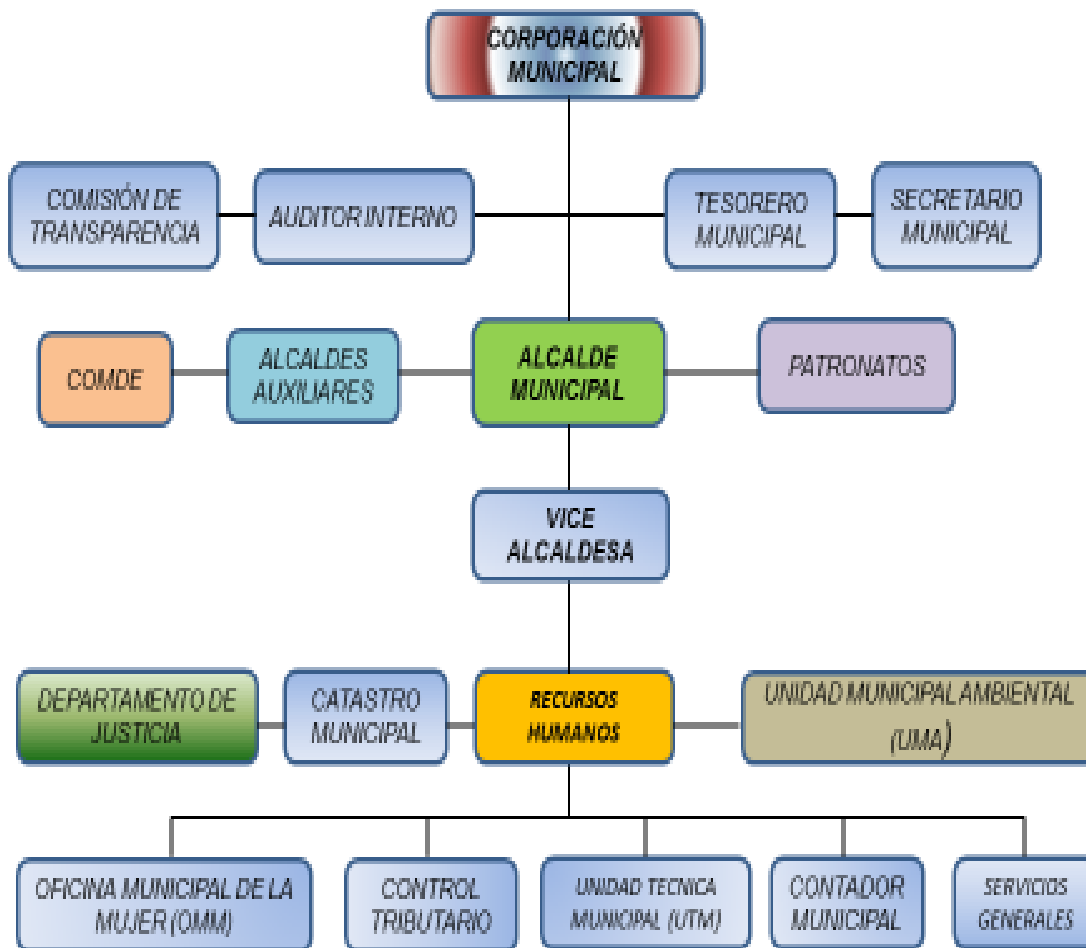 CORPORACIÓN
MUNICIPAL
COMISIÓN DE
TRANSPARENCIA
AUDITOR INTERNO
TESORERO
MUNICIPAL
SECRETARIO
MUNICIPAL
COMDE
ALCALDES
AUXILIARES
ALCALDE
MUNICIPAL
PATRONATOS
VICE
ALCALDESA
DEPARTAMENTO DE
JUSTICIA
CATASTRO
MUNICIPAL
RECURSOS
HUMANOS
UNIDAD MUNICIPAL AMBIENTAL
(UMA)
OFICINA MUNICIPAL DE LA
MUJER (OMM)
CONTROL
TRIBUTARIO
UNIDAD TECNICA
MUNICIPAL (UTM)
CONTADOR
MUNICIPAL
SERVICIOS
GENERALES